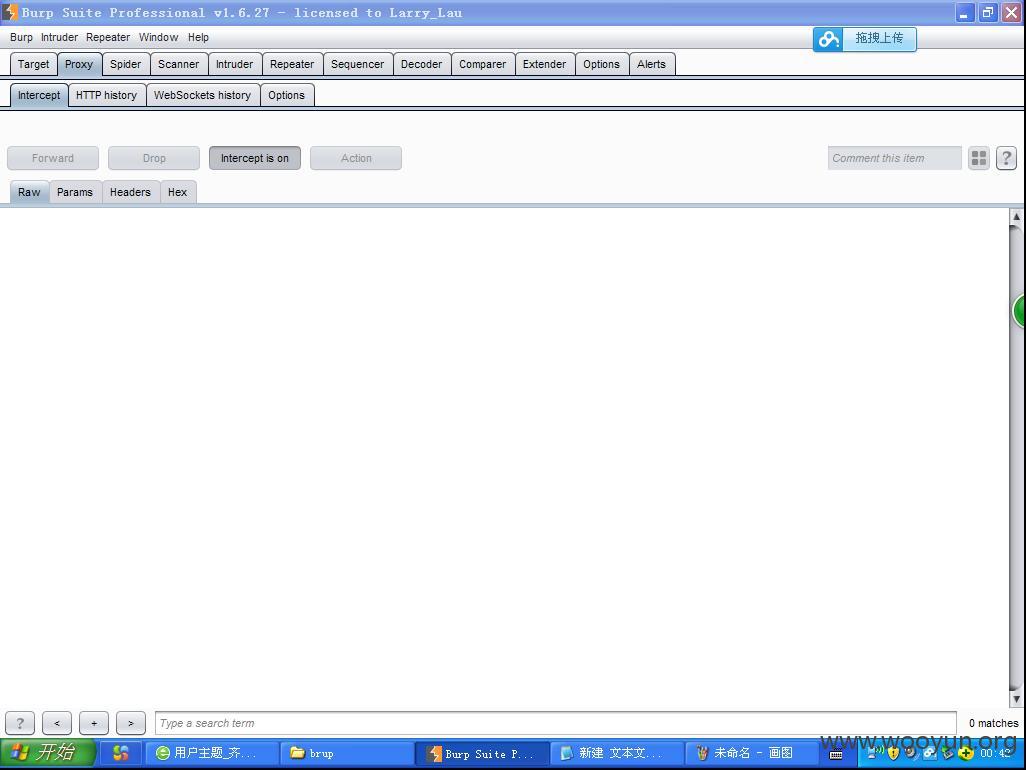 Burp Suite Professional v1.6.27 - licensed to Larry_Lau
Burp Intruder Repeater Window Help
拖拽上传
Target Proxy Spider Scanner Intruder Repeater Sequencer Decoder Comparer Extender Options Alerts
Intercept HTTP history WebSockets history Options
Forward Drop Intercept is on Action Comment this item ?
Raw Params Headers Hex
? < + > Type a search term 0 matches
开始 用户主题_齐... brup Burp Suite P... 新建 文本文... 未命名 - 画图 00:42
www.wooyun.org